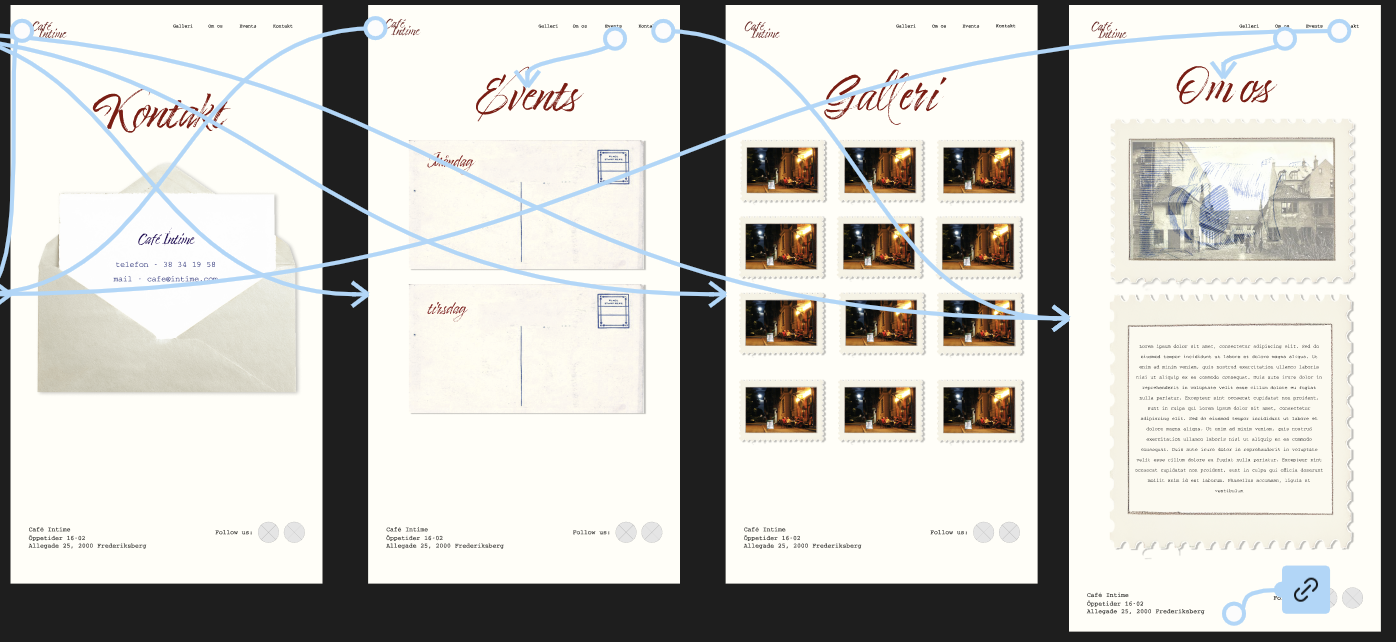 Café
Intime
Galleri Om os Events Kontakt
Kontakt
Café Intime
telefon - 38 34 19 58
mail - cafe@intime.com
Café Intime
Öppetider 16-02
Allegade 25, 2000 Frederiksberg
Follow us:
Café
Intime
Galleri Om os Events
Events
Mandag
tirsdag
Café Intime
Öppetider 16-02
Allegade 25, 2000 Frederiksberg
Follow us:
Café
Intime
Galleri Om os Events Kontakt
Galleri
Café Intime
Öppetider 16-02
Allegade 25, 2000 Frederiksberg
Follow us:
Café
Intime
Galleri Om os Events
Om os
Lorem ipsum dolor sit amet, consectetur adipiscing elit. Sed do
eiusmod tempor incididunt ut labore et dolore magna aliqua. Ut
enim ad minim veniam, quis nostrud exercitation ullamco laboris
nisi ut aliquip ex ea commodo consequat. Duis aute irure dolor in
reprehenderit in voluptate velit esse cillum dolore eu fugiat
nulla pariatur. Excepteur sint occaecat cupidatat non proident,
sunt in culpa qui Lorem ipsum dolor sit amet, consectetur
adipiscing elit. Sed do eiusmod tempor incididunt ut labore et
dolore magna aliqua. Ut enim ad minim veniam, quis nostrud
exercitation ullamco laboris nisi ut aliquip ex ea commodo
consequat. Duis aute irure dolor in reprehenderit in voluptate
velit esse cillum dolore eu fugiat nulla pariatur. Excepteur sint
occaecat cupidatat non proident, sunt in culpa qui officia deserunt
mollit anim id est laborum. Phasellus accumsan, ligula at
vestibulum
Café Intime
Öppetider 16-02
Allegade 25, 2000 Frederiksberg